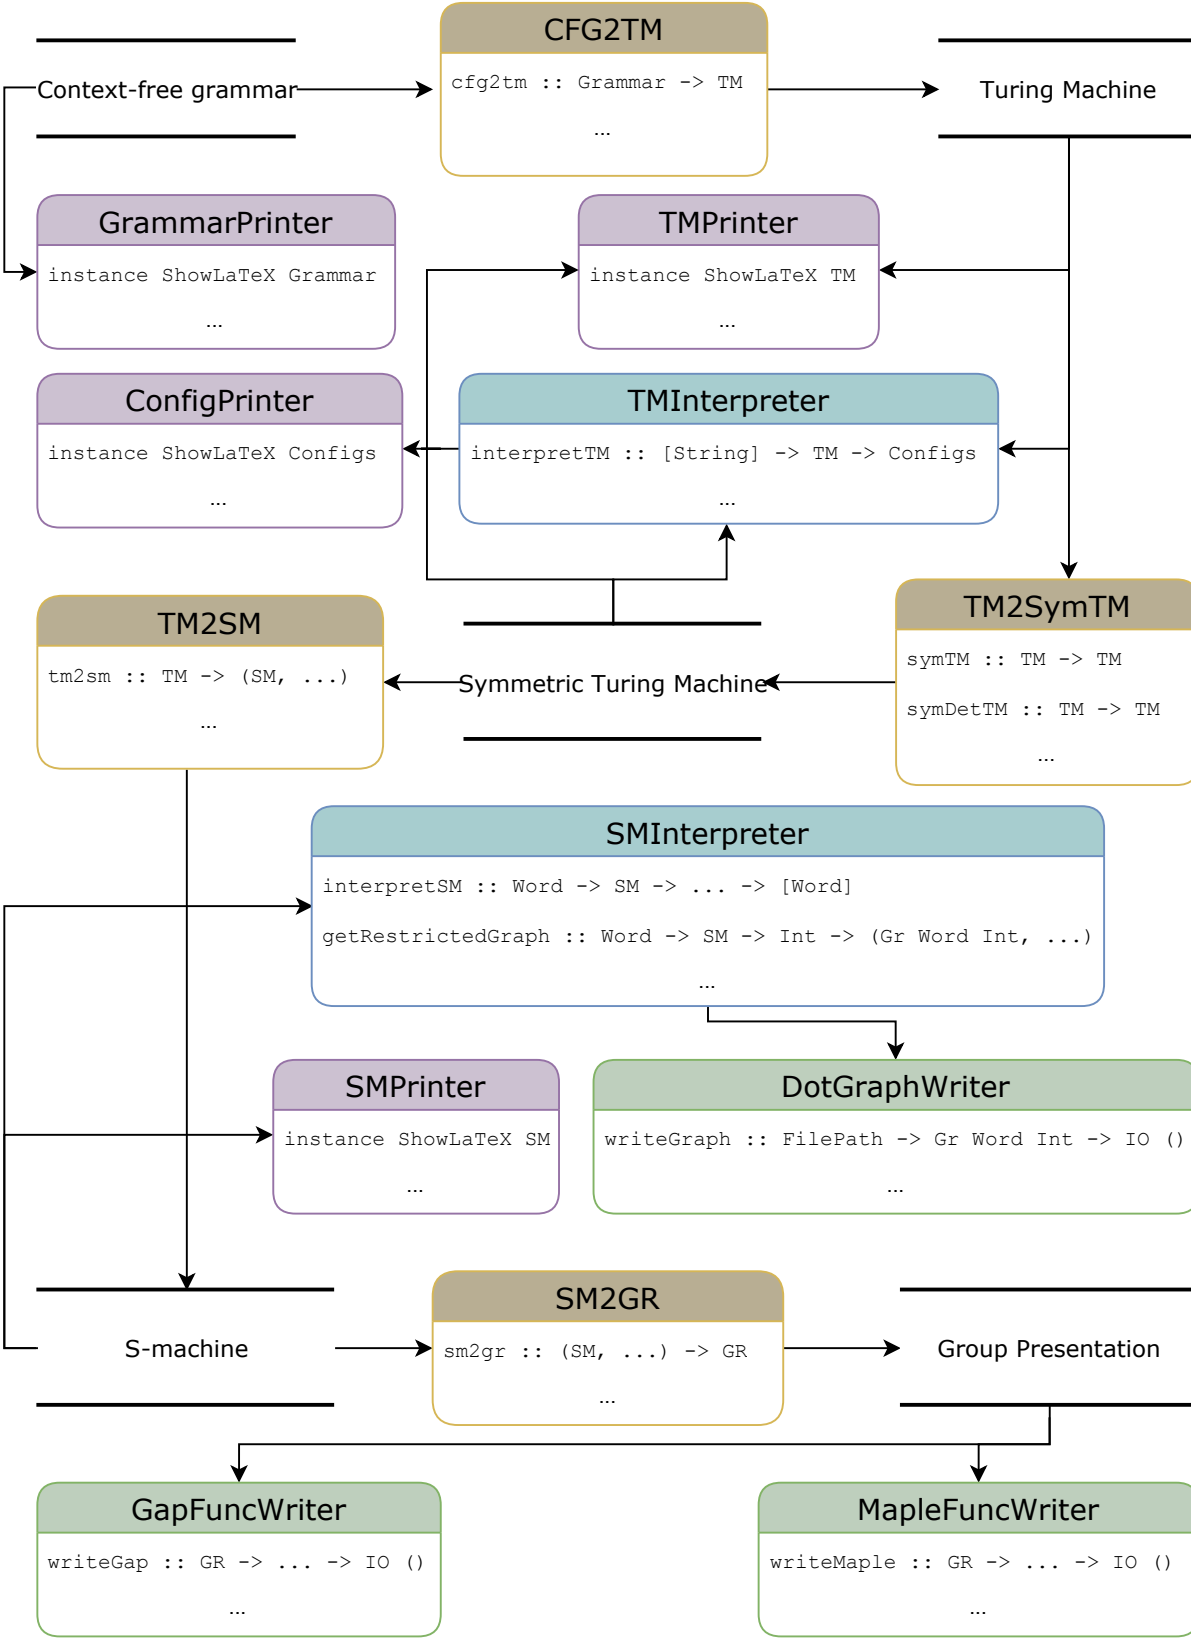 CFG2TM
Context-free grammar
cfg2tm :: Grammar -> TM
...
Turing Machine
GrammarPrinter
instance ShowLaTeX Grammar
...
TMPrinter
instance ShowLaTeX TM
...
ConfigPrinter
instance ShowLaTeX Configs
...
TMInterpreter
interpretTM :: [String] -> TM -> Configs
...
TM2SM
tm2sm :: TM -> (SM, ...)
...
Symmetric Turing Machine
TM2SymTM
symTM :: TM -> TM
symDetTM :: TM -> TM
...
SMInterpreter
interpretSM :: Word -> SM -> ... -> [Word]
getRestrictedGraph :: Word -> SM -> Int -> (Gr Word Int, ...)
...
SMPrinter
instance ShowLaTeX SM
...
DotGraphWriter
writeGraph :: FilePath -> Gr Word Int -> IO ()
...
S-machine
SM2GR
sm2gr :: (SM, ...) -> GR
...
Group Presentation
GapFuncWriter
writeGap :: GR -> ... -> IO ()
...
MapleFuncWriter
writeMaple :: GR -> ... -> IO ()
...